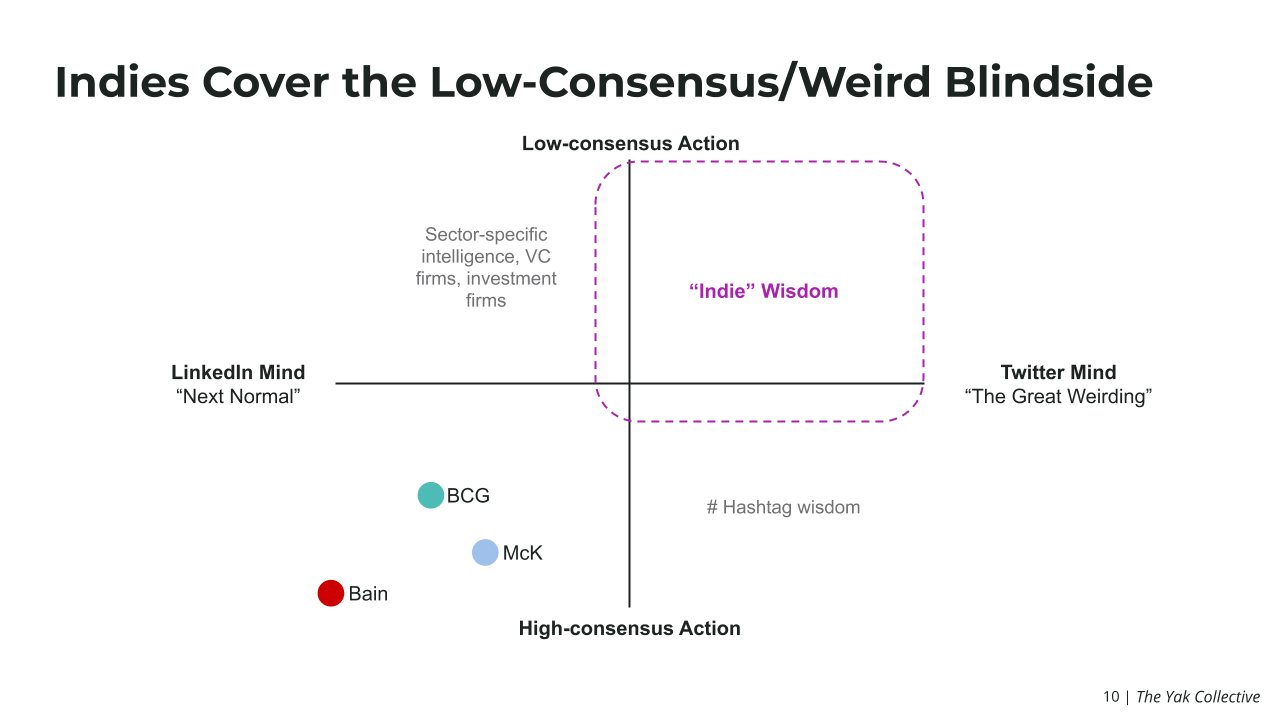 Indies Cover the Low-Consensus/Weird Blindside
Low-consensus Action
Sector-specific
intelligence, VC
firms, investment
firms
“Indie” Wisdom
LinkedIn Mind
“Next Normal”
Twitter Mind
“The Great Weirding”
BCG
# Hashtag wisdom
McK
Bain
High-consensus Action
10 | The Yak Collective